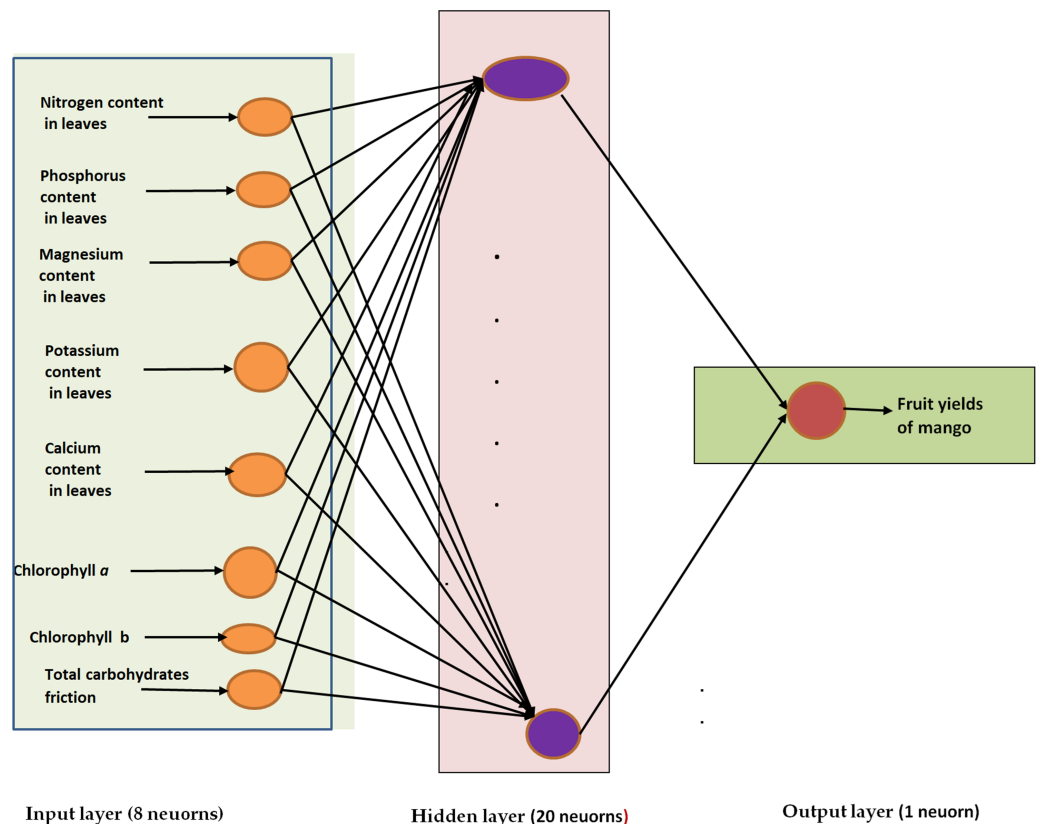 Nitrogen content
in leaves
Phosphorus
content
in leaves
Magnesium
content
in leaves
Potassium
content
in leaves
Calcium
content
in leaves
Chlorophyll a
Chlorophyll b
Total carbohydrates
friction
Fruit yields
of mango
Input layer (8 neuorns)
Hidden layer (20 neuorns)
Output layer (1 neuorn)